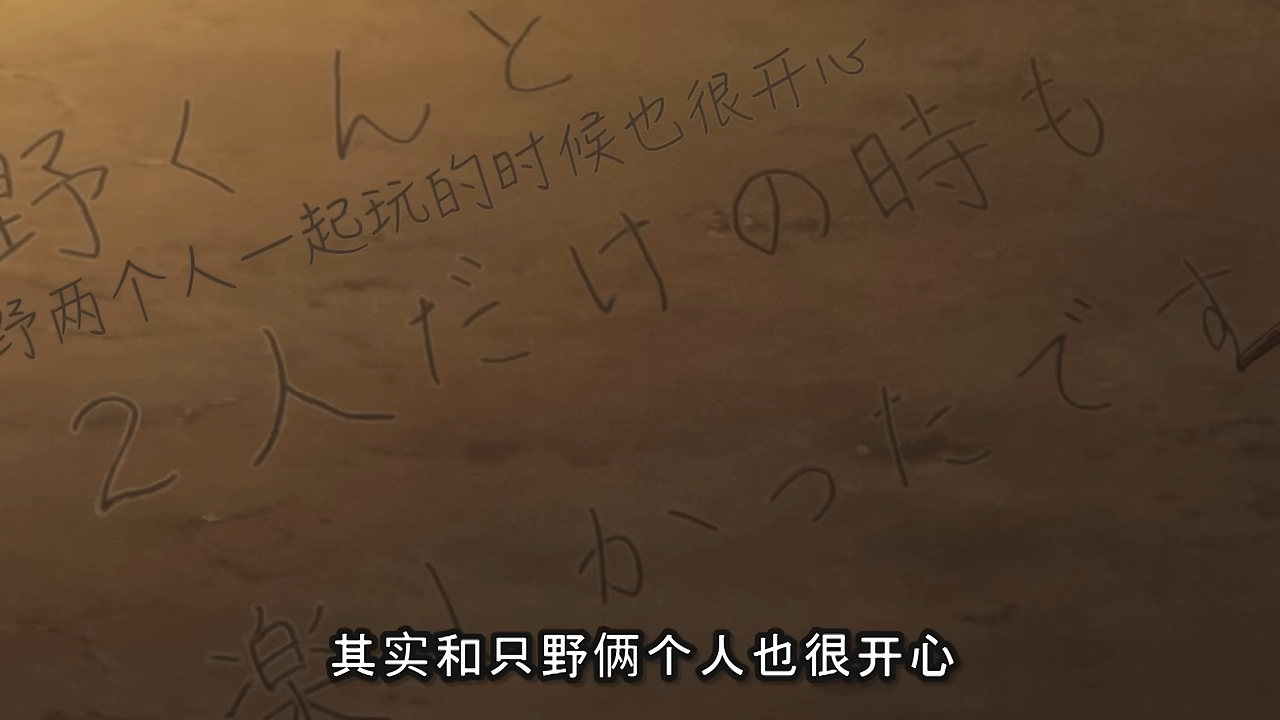 野くんと
野两个人一起玩的时候也很开心
2人だけの時も
楽しかったです
其实和只野俩个人也很开心